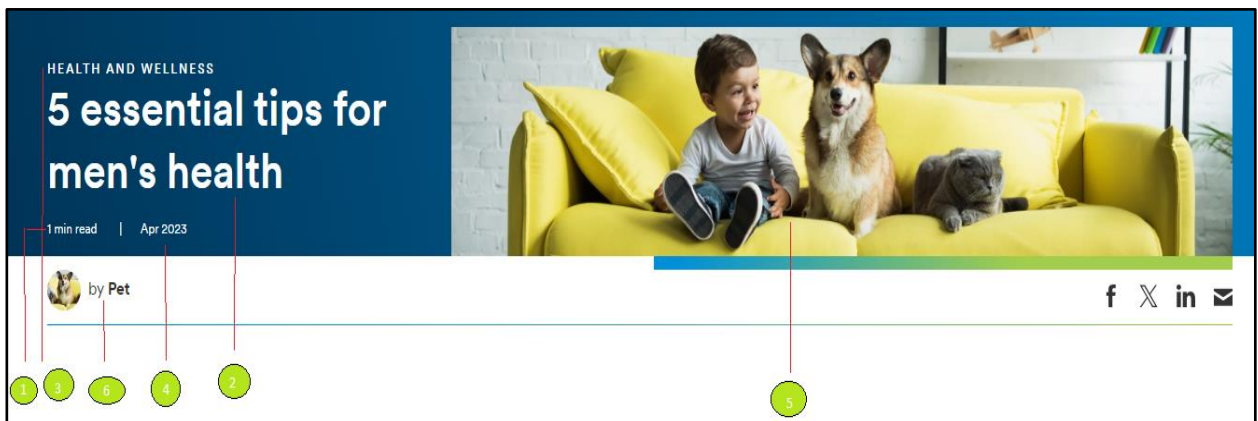 HEALTH AND WELLNESS
5 essential tips for
men's health
1 min read | Apr 2023
by Pet
f X in
1 3 6 4 2 5